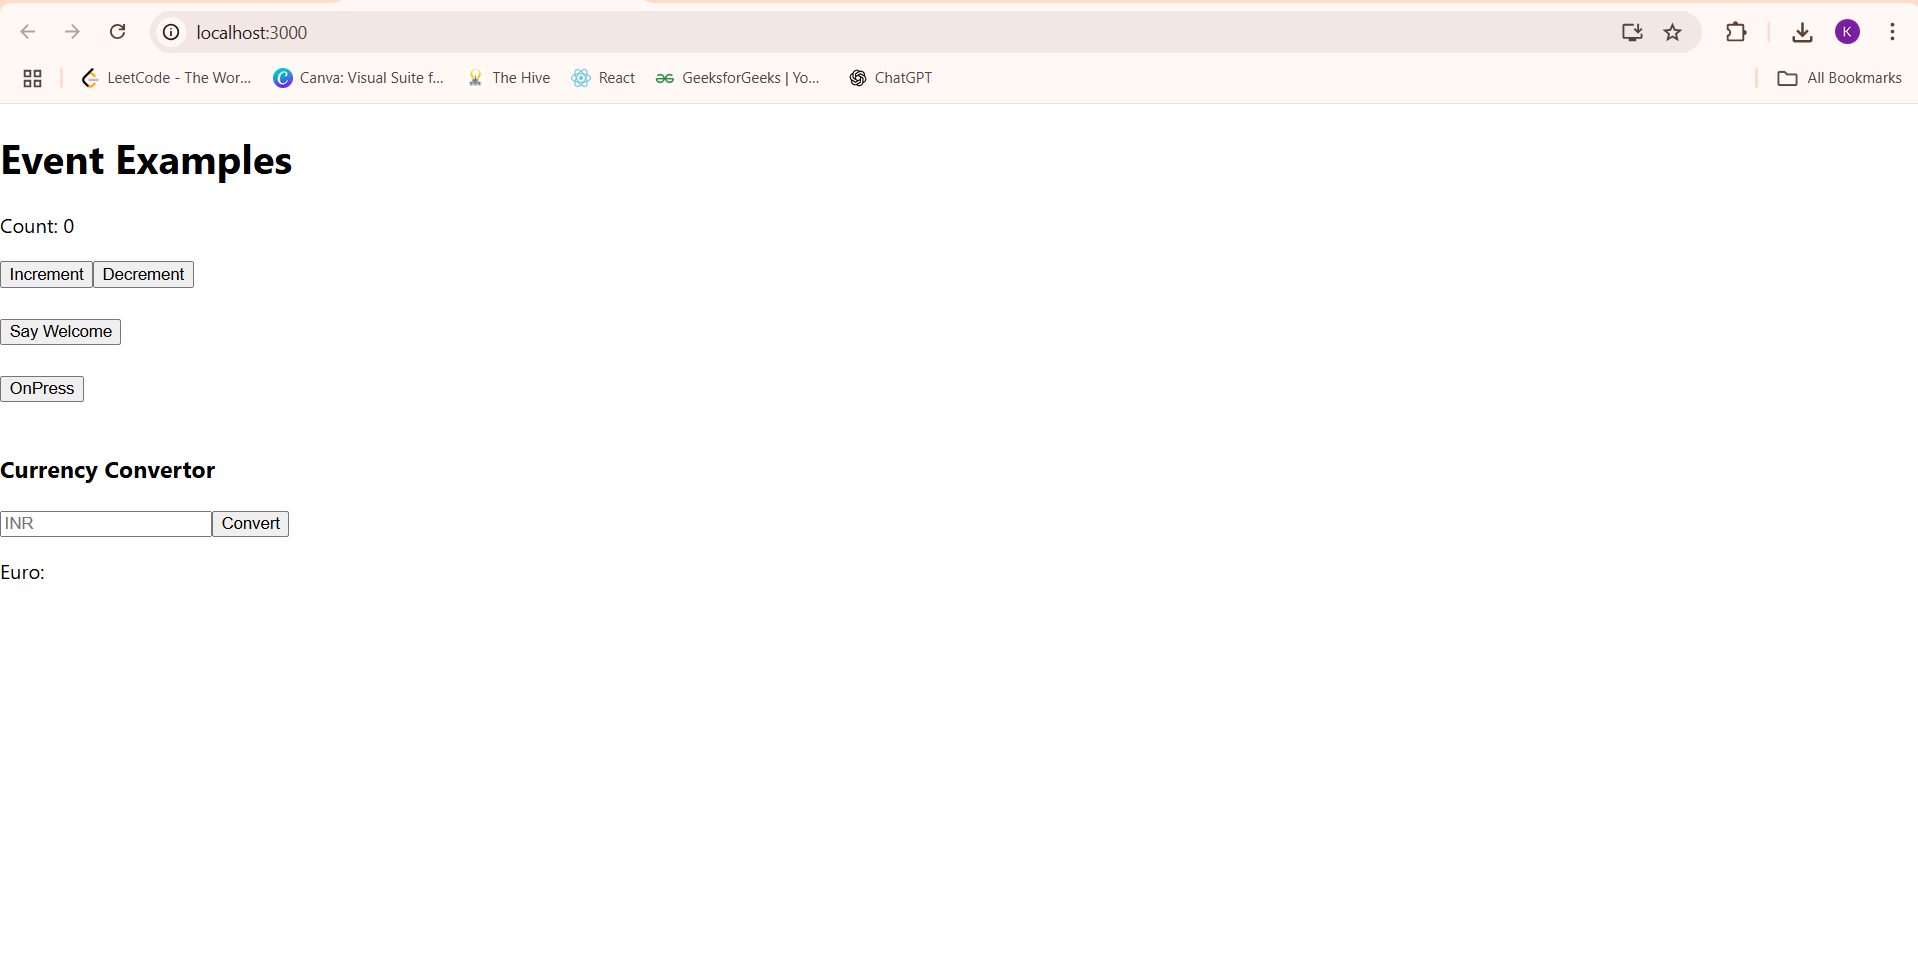 localhost:3000
K
LeetCode - The Wor...
Canva: Visual Suite f...
The Hive
React
GeeksforGeeks | Yo...
ChatGPT
All Bookmarks
Event Examples
Count: 0
Increment Decrement
Say Welcome
OnPress
Currency Convertor
INR Convert
Euro: